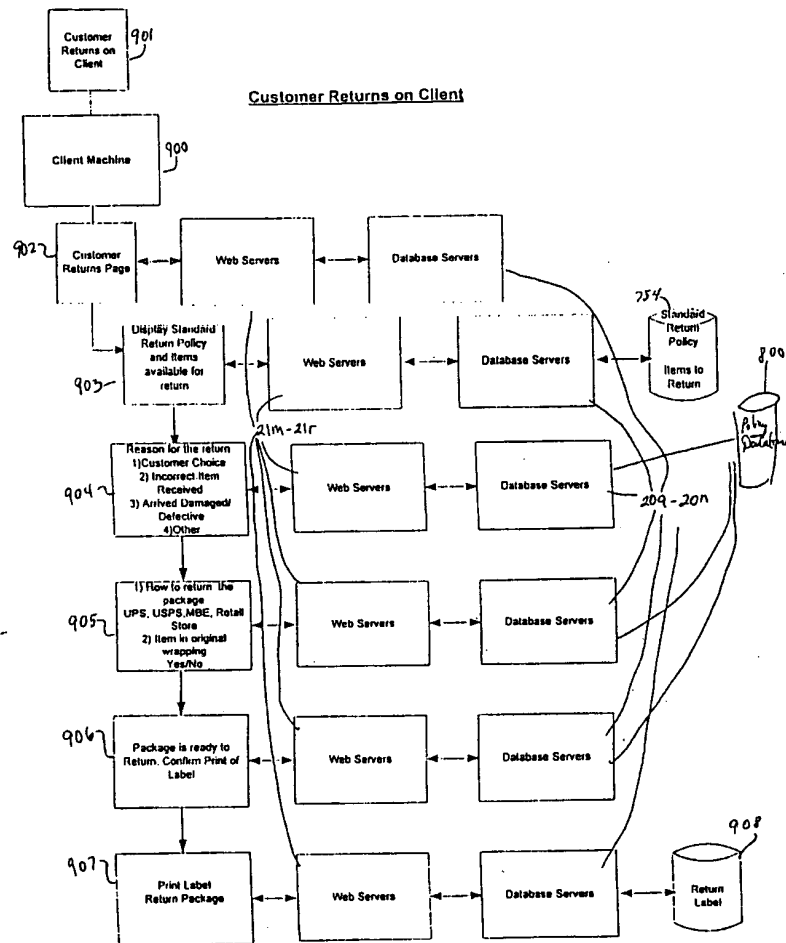 Customer
Returns on
Client
901
Customer Returns on Client
Client Machine
900
902
Customer
Returns Page
Web Servers
Database Servers
754
Standard
Return
Policy
Items to
Return
Display Standard
Return Policy
and Items
available for
return
903
Web Servers
Database Servers
800
Policy
21m-21r
Reason for the return
1)Customer Choice
2) Incorrect Item
Received
3) Arrived Damaged/
Defective
4)Other
904
Web Servers
Database Servers
209-20n
1) How to return the
package
UPS, USPS,MBE, Retail
Store
2) Item in original
wrapping
Yes/No
905
Web Servers
Database Servers
906
Package is ready to
Return. Confirm Print of
Label
Web Servers
Database Servers
907
Print Label
Return Package
Web Servers
Database Servers
908
Return
Label